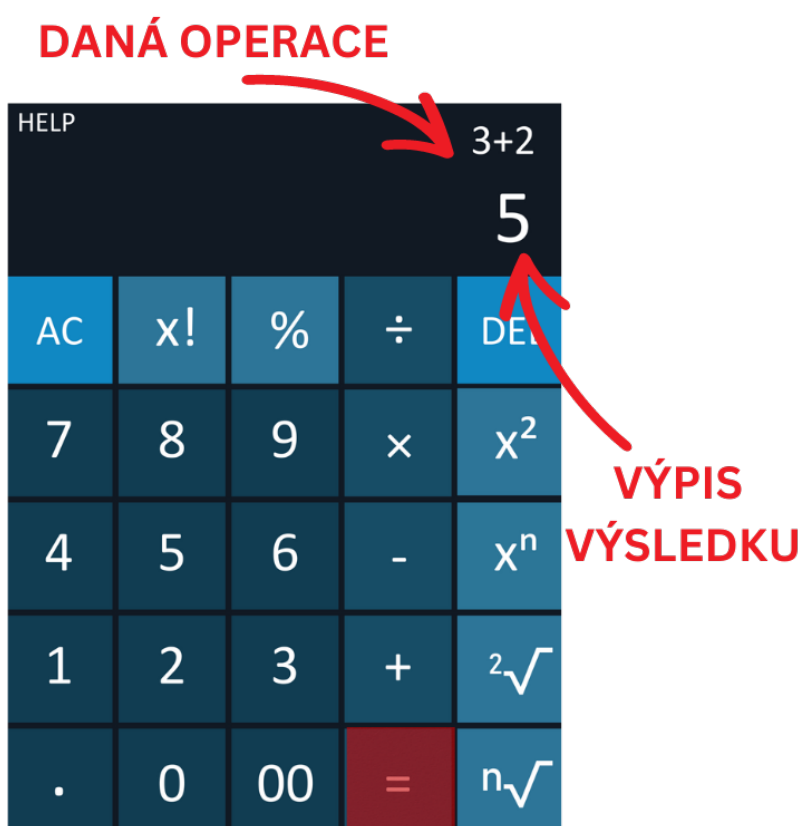 DANÁ OPERACE
HELP
3+2
5
AC x! % ÷ DEL
7 8 9 × x²
4 5 6 - xⁿ
VÝPIS
VÝSLEDKU
1 2 3 + ²√
. 0 00 = ⁿ√